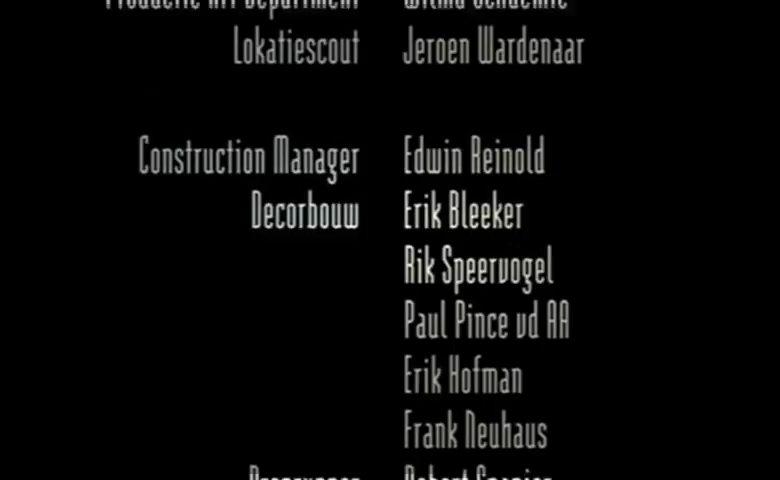 Lokatiescout Jeroen Wardenaar
Construction Manager Edwin Reinold
Decorbouw Erik Bleeker
Rik Speervogel
Paul Pince vd AA
Erik Hofman
Frank Neuhaus